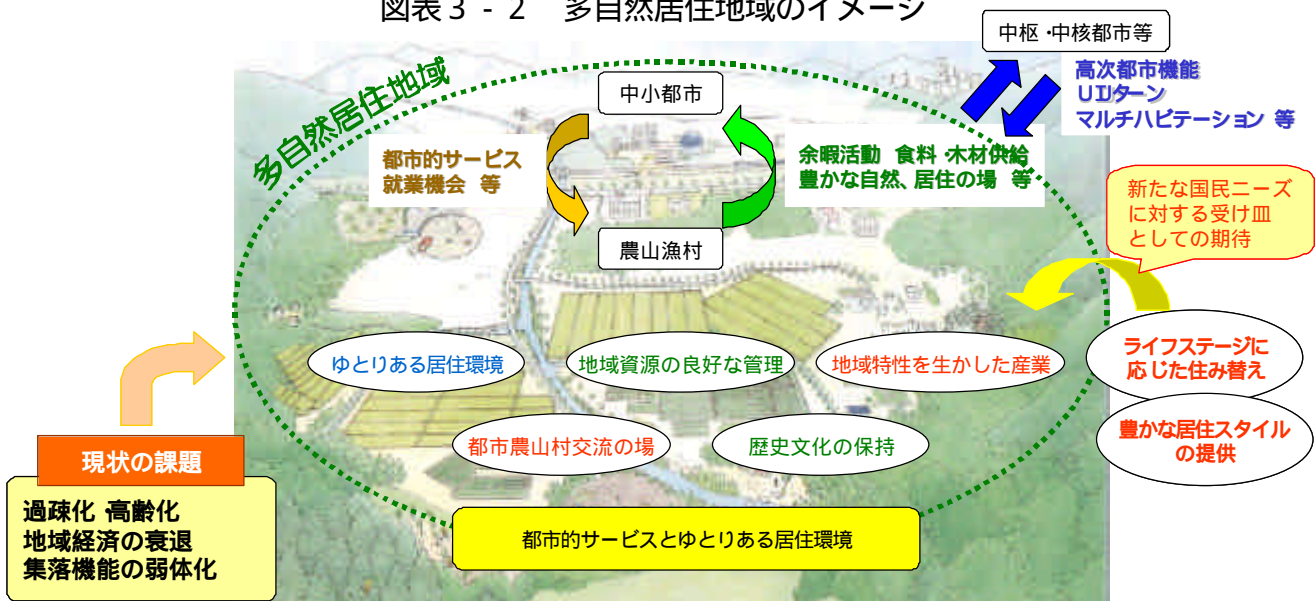 図表3-2 多自然居住地域のイメージ
中枢・中核都市等
高次都市機能
UIJターン
マルチハビテーション 等
多自然居住地域
中小都市
都市的サービス
就業機会 等
余暇活動 食料・木材供給
豊かな自然、居住の場 等
農山漁村
新たな国民ニーズ
に対する受け皿
としての期待
ゆとりある居住環境
地域資源の良好な管理
地域特性を生かした産業
ライフステージに
応じた住み替え
都市農山村交流の場
歴史文化の保持
豊かな居住スタイル
の提供
現状の課題
過疎化・高齢化
地域経済の衰退
集落機能の弱体化
都市的サービスとゆとりある居住環境